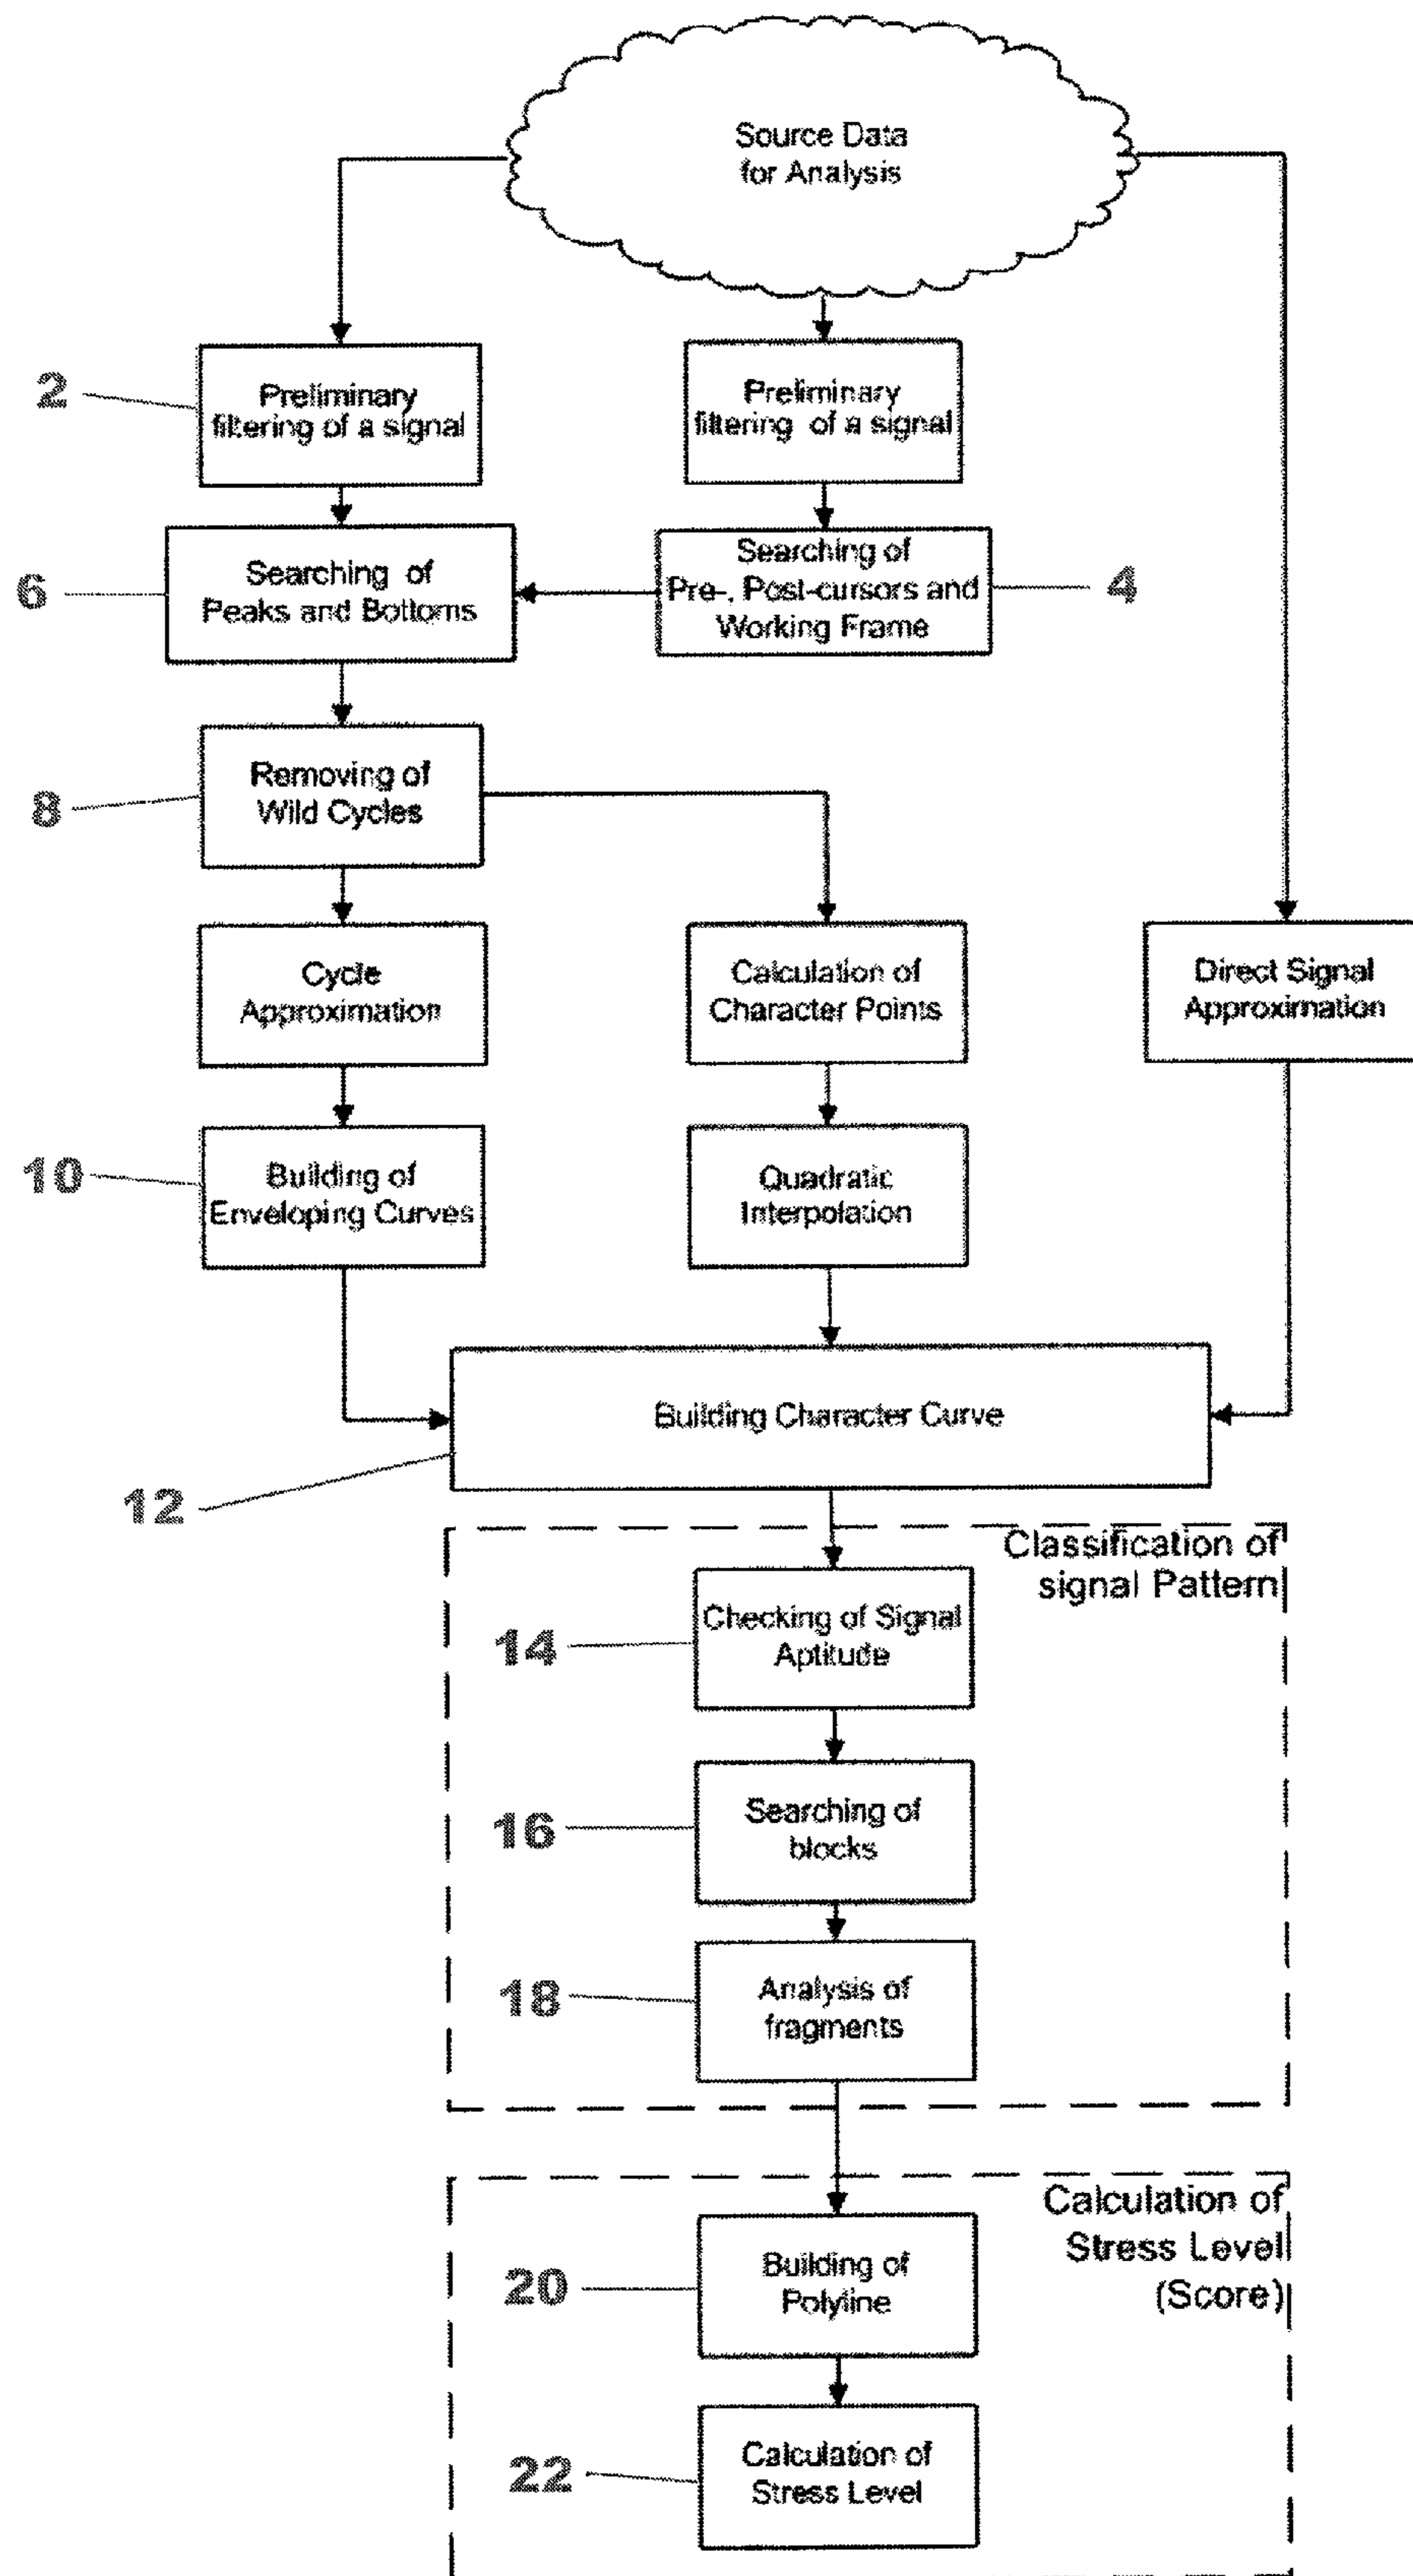 Source Data
for Analysis
2
Preliminary
filtering of a signal
Preliminary
filtering of a signal
6
Searching of
Peaks and Bottoms
Searching of
Pre-, Post-cursors and
Working Frame
4
8
Removing of
Wild Cycles
Cycle
Approximation
Calculation of
Character Points
Direct Signal
Approximation
10
Building of
Enveloping Curves
Quadratic
Interpolation
Building Character Curve
12
Classification of
signal Pattern
14
Checking of Signal
Aptitude
16
Searching of
blocks
18
Analysis of
fragments
Calculation of
Stress Level
(Score)
20
Building of
Polyline
22
Calculation of
Stress Level